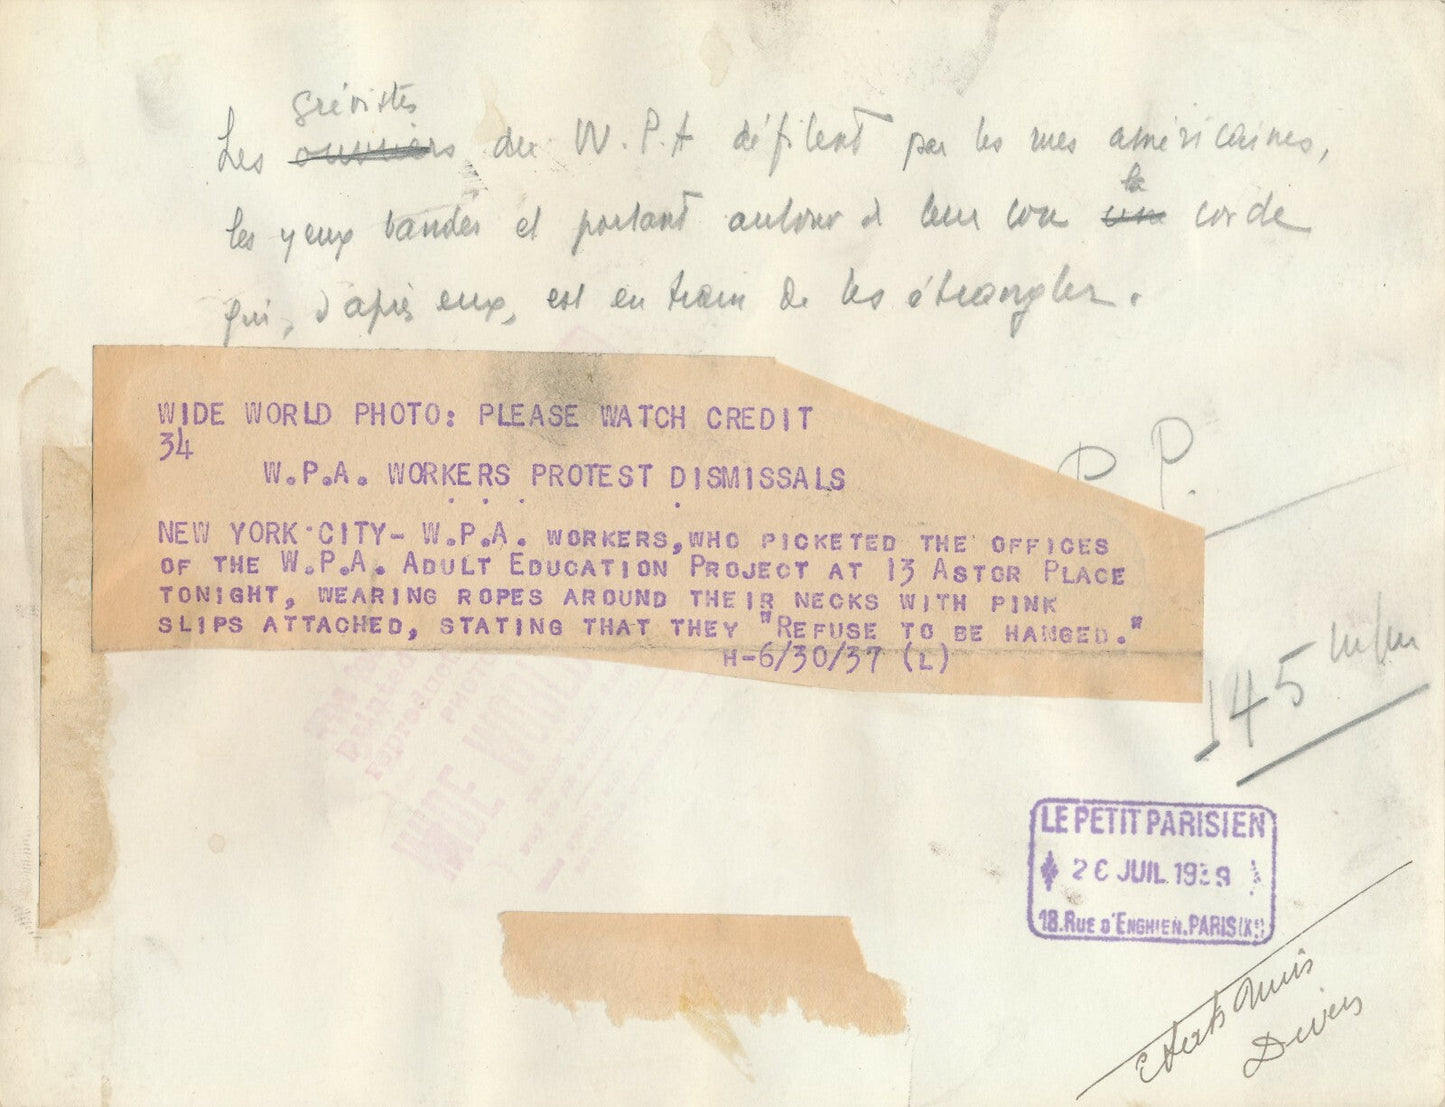 grévistes
Les ouvriers du W.P.A défilent par les rues américaines,
la
les yeux bandés et portant autour d leur cou une corde
qui, d'après eux, est en train de les étrangler.
WIDE WORLD PHOTO: PLEASE WATCH CREDIT
34
W.P.A. WORKERS PROTEST DISMISSALS
NEW YORK CITY- W.P.A. WORKERS, WHO PICKETED THE OFFICES
OF THE W.P.A. ADULT EDUCATION PROJECT AT 13 ASTOR PLACE
TONIGHT, WEARING ROPES AROUND THEIR NECKS WITH PINK
SLIPS ATTACHED, STATING THAT THEY "REFUSE TO BE HANGED."
H-6/30/37 (L)
P.P.
145 m/m
LE PETIT PARISIEN
JUIL 1939
18.RUE D'ENGHIEN.PARIS(Xe)
WIDE WORLD
Etats Unis
Divers